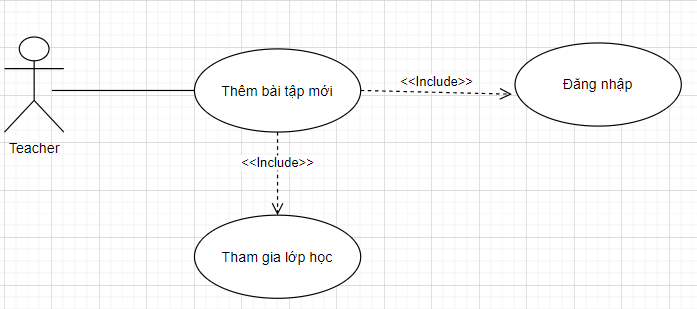 Teacher
Thêm bài tập mới
<<Include>>
Đăng nhập
<<Include>>
Tham gia lớp học